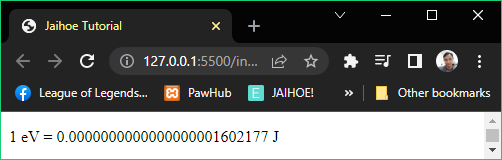 Jaihoe Tutorial
127.0.0.1:5500/in...
League of Legends... PawHub JAIHOE! » Other bookmarks
1 eV = 0.0000000000000000001602177 J